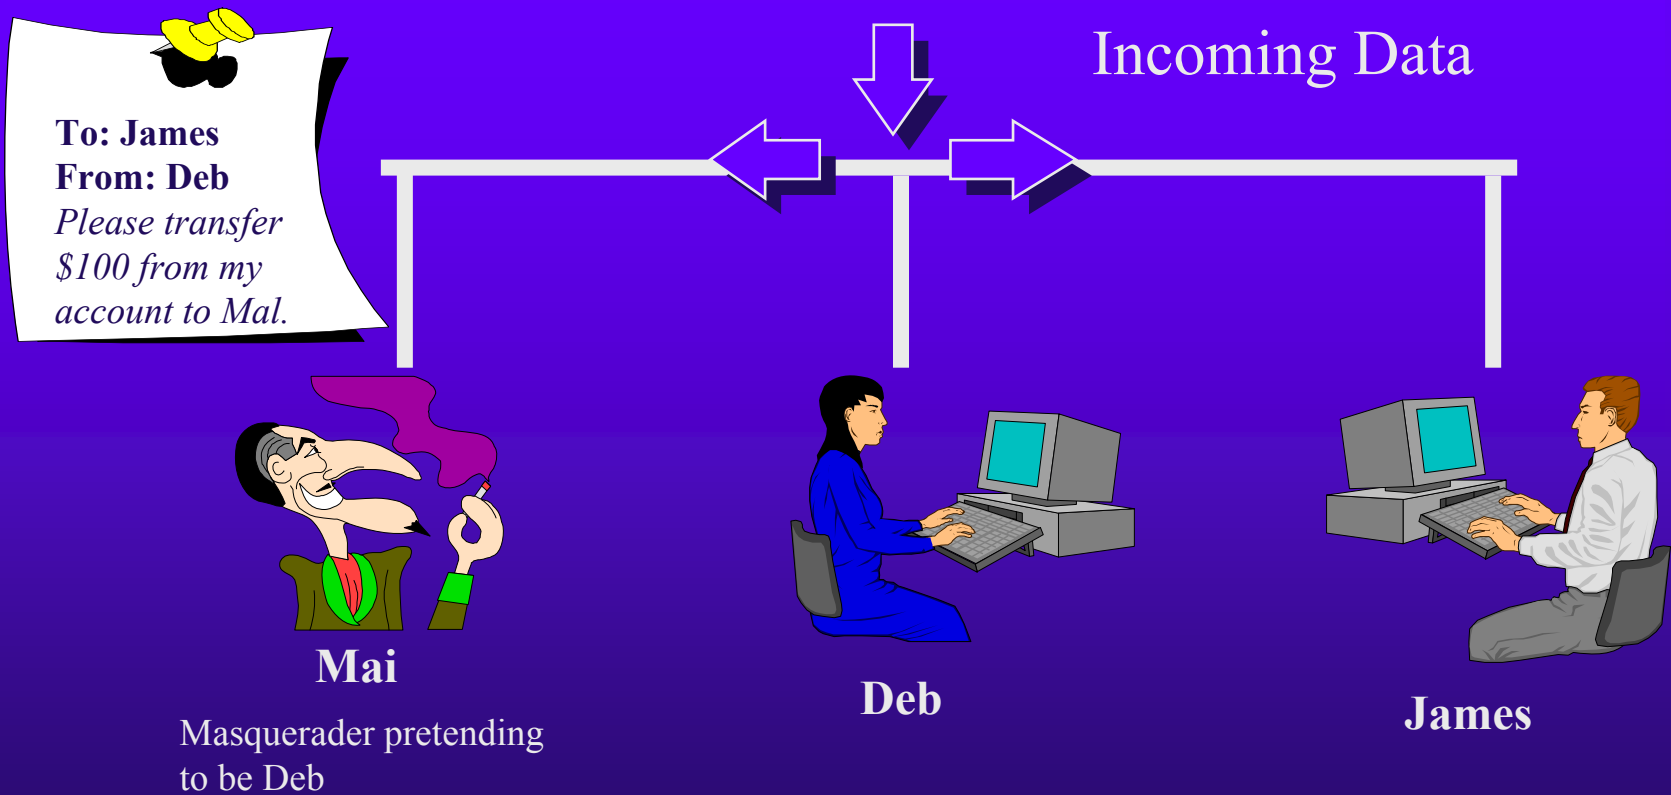 Incoming Data
To: James
From: Deb
Please transfer
$100 from my
account to Mal.
Mai
Masquerader pretending
to be Deb
Deb
James